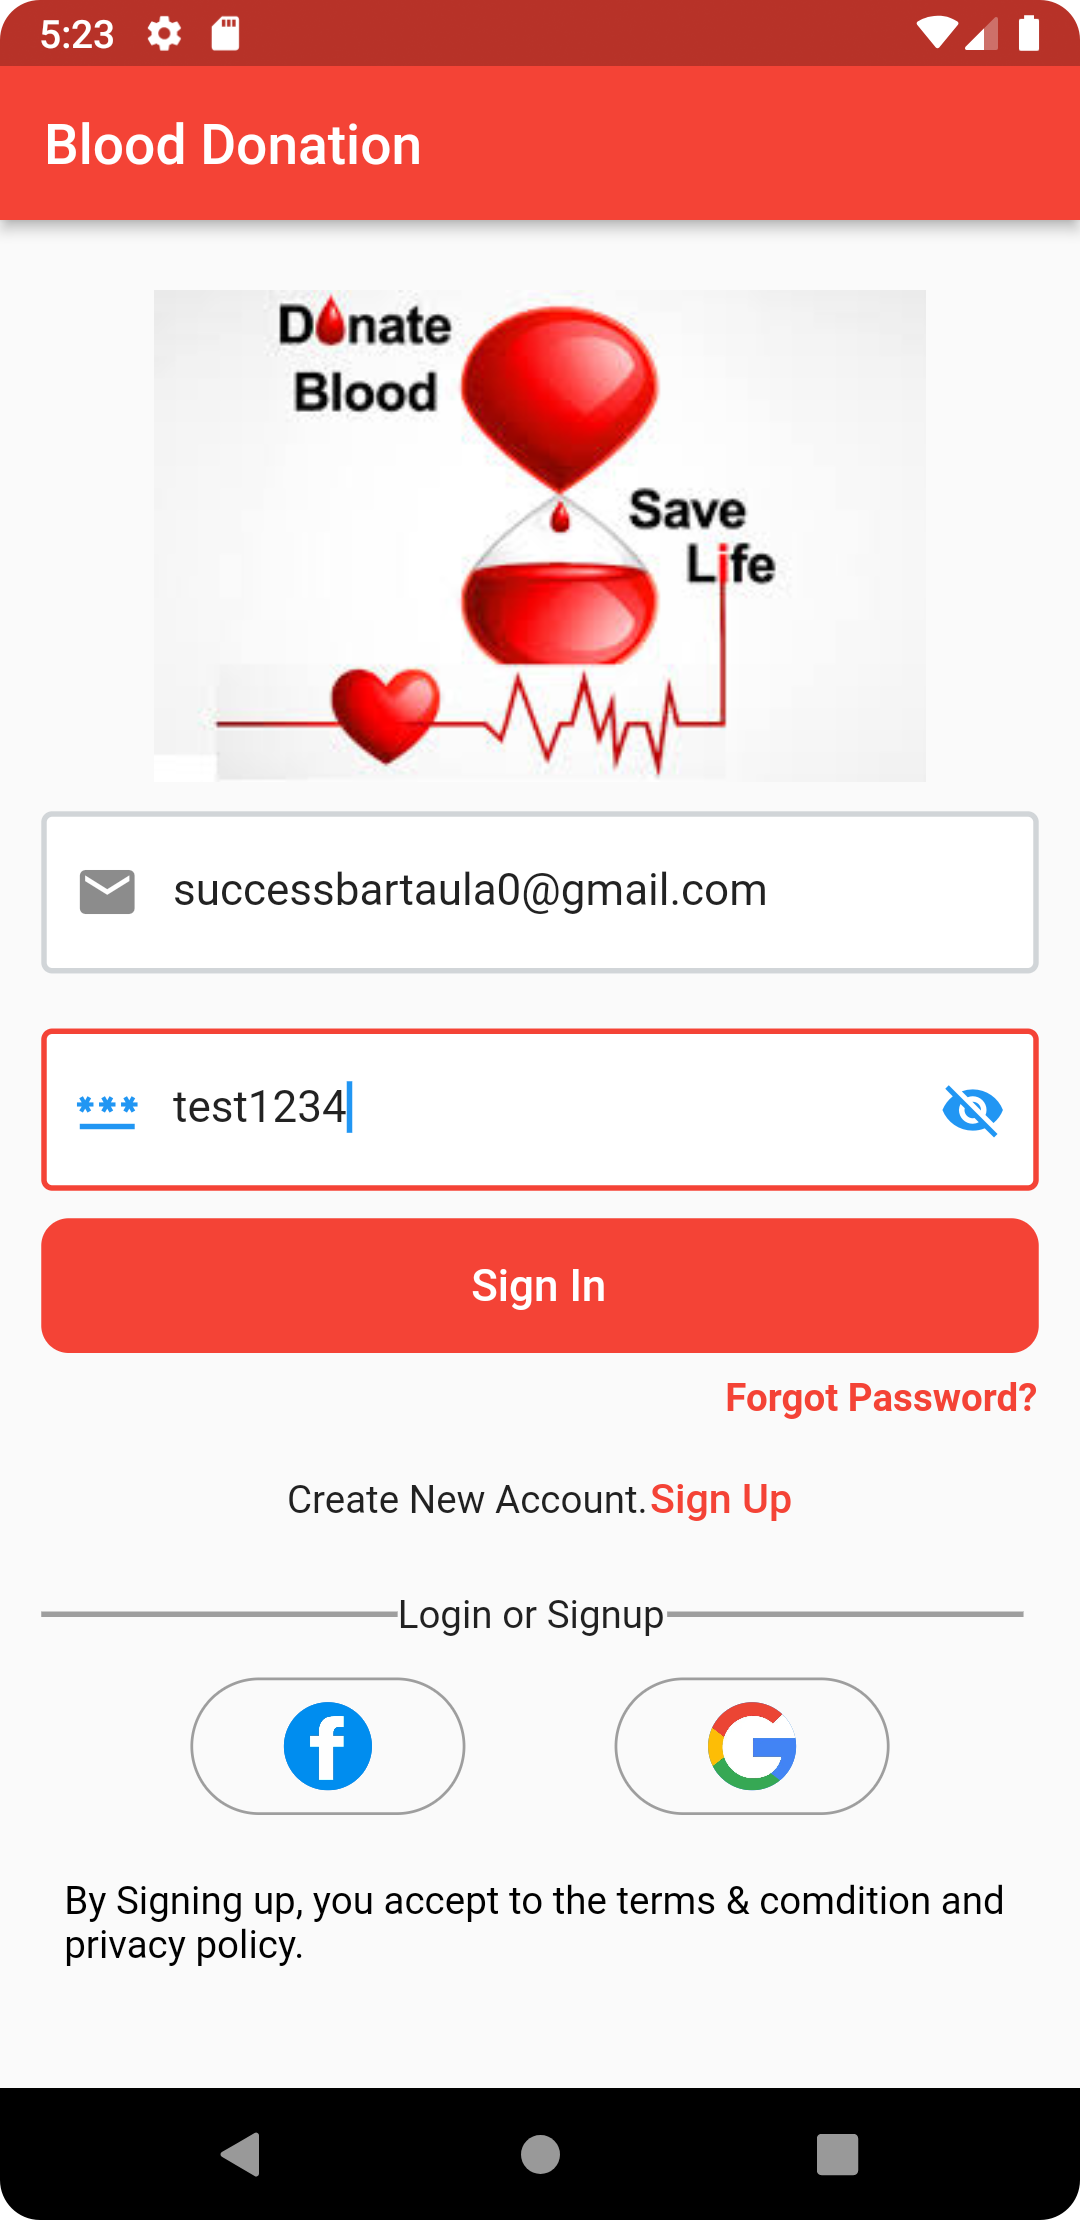 5:23
Blood Donation
Donate
Blood
Save
Life
successbartaula0@gmail.com
*** test1234
Sign In
Forgot Password?
Create New Account. Sign Up
Login or Signup
f G
By Signing up, you accept to the terms & comdition and
privacy policy.